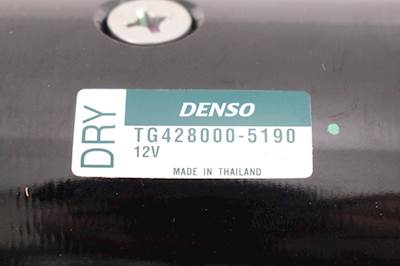 DRY
DENSO
TG428000-5190
12V
MADE IN THAILAND